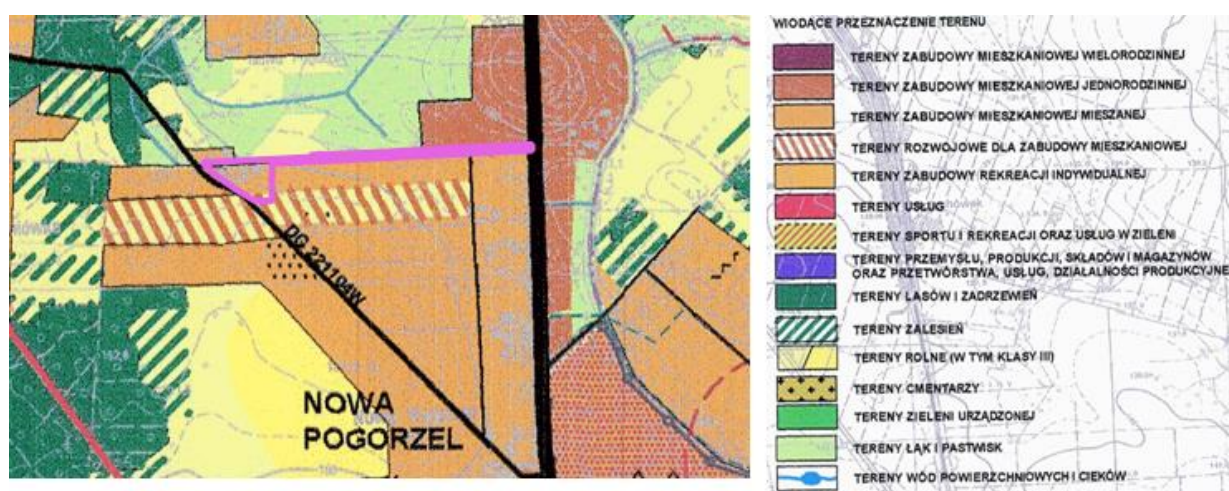 DG 221104W
NOWA
POGORZEL
WIODĄCE PRZEZNACZENIE TERENU
TERENY ZABUDOWY MIESZKANIOWEJ WIELORODZINNEJ
TERENY ZABUDOWY MIESZKANIOWEJ JEDNORODZINNEJ
TERENY ZABUDOWY MIESZKANIOWEJ MIESZANEJ
TERENY ROZWOJOWE DLA ZABUDOWY MIESZKANIOWEJ
TERENY ZABUDOWY REKREACJI INDYWIDUALNEJ
TERENY USŁUG
TERENY SPORTU I REKREACJI ORAZ USŁUG W ZIELENI
TERENY PRZEMYSŁU, PRODUKCJI, SKŁADÓW I MAGAZYNÓW
ORAZ PRZETWÓRSTWA, USŁUG, DZIAŁALNOŚCI PRODUKCYJNE
TERENY LASÓW I ZADRZEWIEŃ
TERENY ZALESIEŃ
TERENY ROLNE (W TYM KLASY III)
TERENY CMENTARZY
TERENY ZIELENI URZĄDZONEJ
TERENY ŁĄK I PASTWISK
TERENY WÓD POWIERZCHNIOWYCH I CIEKÓW